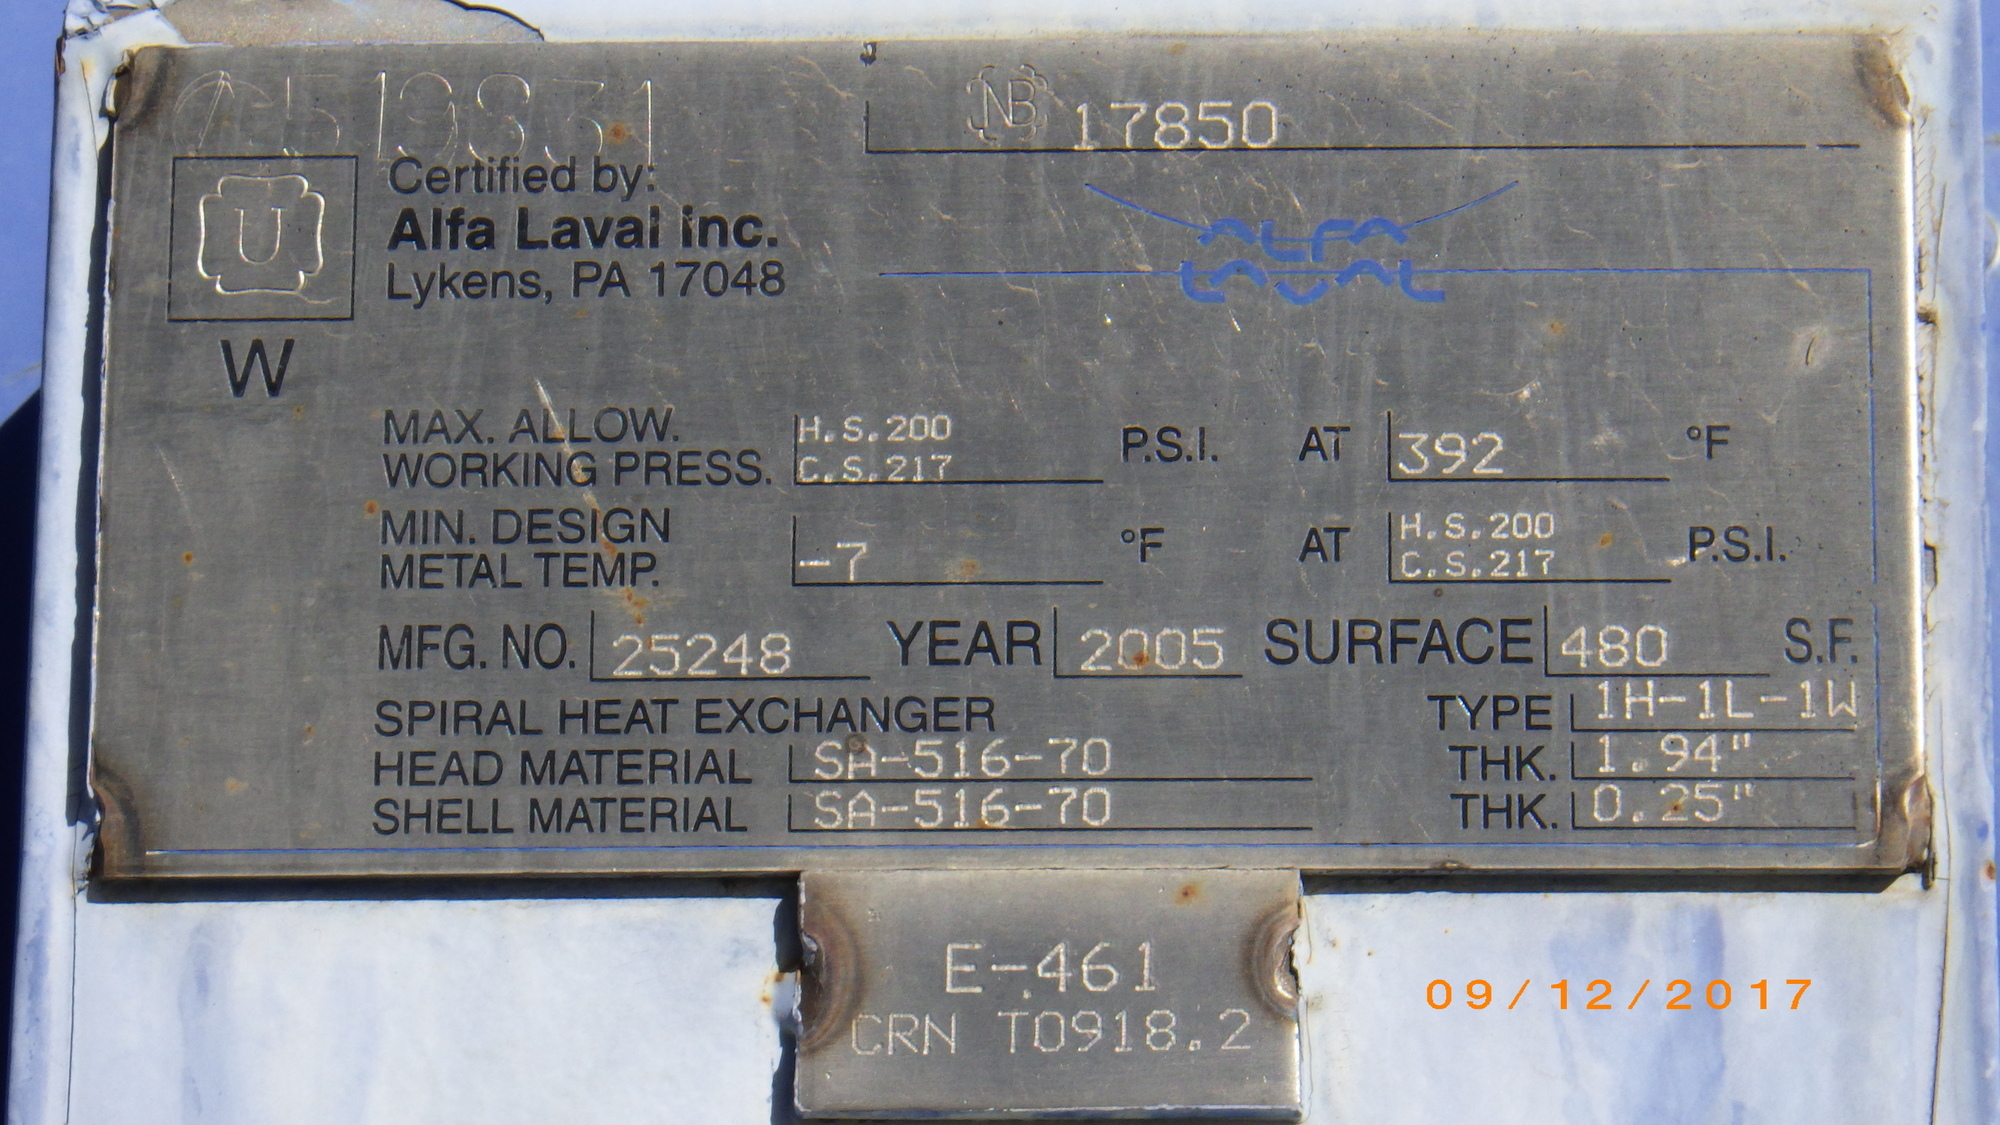 A519831
NB 17850
U
Certified by:
Alfa Laval inc.
Lykens, PA 17048
ALFA
LAVAL
W
MAX. ALLOW. WORKING PRESS. H.S.200 C.S.217 P.S.I. AT 392 °F
MIN. DESIGN METAL TEMP. -7 °F AT H.S.200 C.S.217 P.S.I.
MFG. NO. 25248 YEAR 2005 SURFACE 480 S.F.
SPIRAL HEAT EXCHANGER TYPE 1H-1L-1W
HEAD MATERIAL SA-516-70 THK. 1.94"
SHELL MATERIAL SA-516-70 THK. 0.25"
E-461
CRN T0918.2
09/12/2017